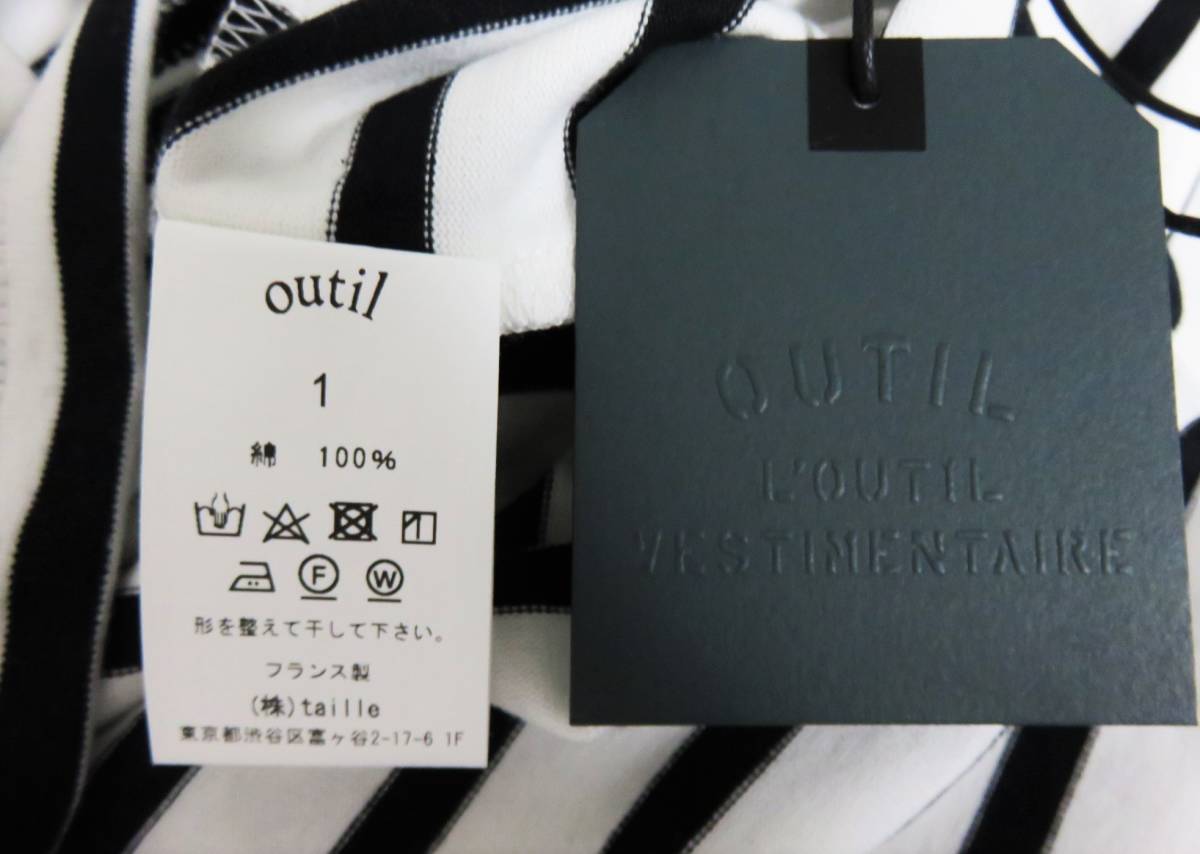 outil
1
綿 100%
F W
形を整えて干して下さい。
フランス製
(株)taille
東京都渋谷区富ヶ谷2-17-6 1F
OUTIL
L'OUTIL
VESTIMENTAIRE